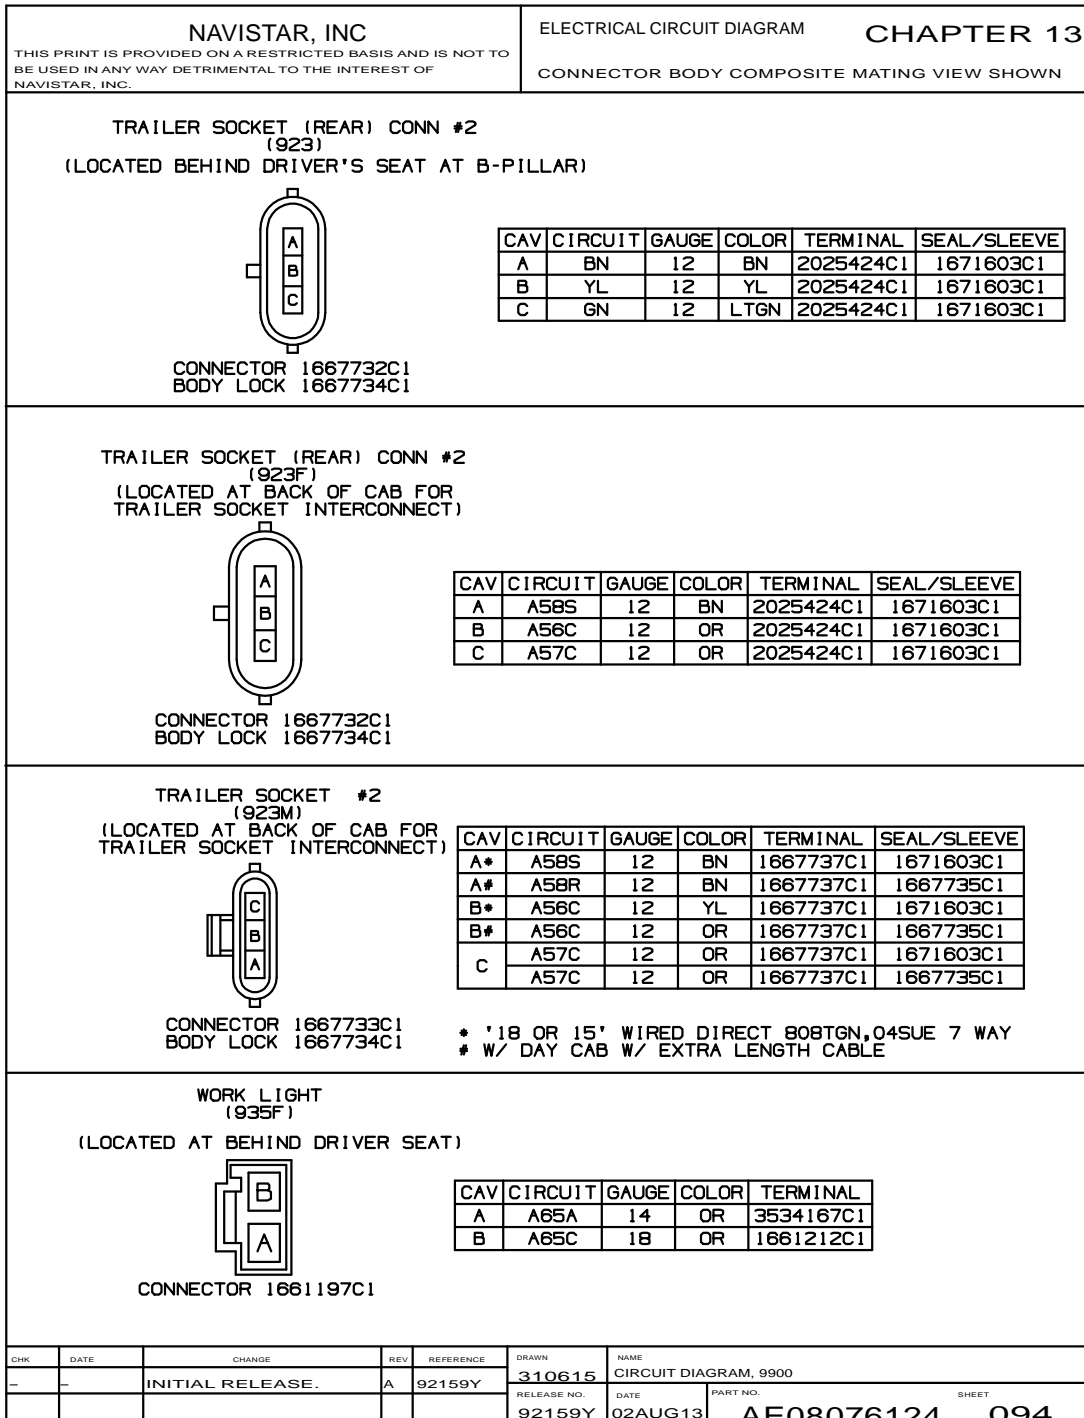 NAVISTAR, INC
THIS PRINT IS PROVIDED ON A RESTRICTED BASIS AND IS NOT TO
BE USED IN ANY WAY DETRIMENTAL TO THE INTEREST OF
NAVISTAR, INC.
ELECTRICAL CIRCUIT DIAGRAM CHAPTER 13
CONNECTOR BODY COMPOSITE MATING VIEW SHOWN
TRAILER SOCKET (REAR) CONN #2
(923)
(LOCATED BEHIND DRIVER'S SEAT AT B-PILLAR)
A
B
C
CONNECTOR 1667732C1
BODY LOCK 1667734C1
CAV CIRCUIT GAUGE COLOR TERMINAL SEAL/SLEEVE
A BN 12 BN 2025424C1 1671603C1
B YL 12 YL 2025424C1 1671603C1
C GN 12 LTGN 2025424C1 1671603C1
TRAILER SOCKET (REAR) CONN #2
(923F)
(LOCATED AT BACK OF CAB FOR
TRAILER SOCKET INTERCONNECT)
A
B
C
CONNECTOR 1667732C1
BODY LOCK 1667734C1
CAV CIRCUIT GAUGE COLOR TERMINAL SEAL/SLEEVE
A A58S 12 BN 2025424C1 1671603C1
B A56C 12 OR 2025424C1 1671603C1
C A57C 12 OR 2025424C1 1671603C1
TRAILER SOCKET #2
(923M)
(LOCATED AT BACK OF CAB FOR
TRAILER SOCKET INTERCONNECT)
C
B
A
CONNECTOR 1667733C1
BODY LOCK 1667734C1
CAV CIRCUIT GAUGE COLOR TERMINAL SEAL/SLEEVE
A* A58S 12 BN 1667737C1 1671603C1
A# A58R 12 BN 1667737C1 1667735C1
B* A56C 12 YL 1667737C1 1671603C1
B# A56C 12 OR 1667737C1 1667735C1
C A57C 12 OR 1667737C1 1671603C1
A57C 12 OR 1667737C1 1667735C1
* '18 OR 15' WIRED DIRECT 808TGN,04SUE 7 WAY
# W/ DAY CAB W/ EXTRA LENGTH CABLE
WORK LIGHT
(935F)
(LOCATED AT BEHIND DRIVER SEAT)
B
A
CONNECTOR 1661197C1
CAV CIRCUIT GAUGE COLOR TERMINAL
A A65A 14 OR 3534167C1
B A65C 18 OR 1661212C1
CHK DATE CHANGE REV REFERENCE
– – INITIAL RELEASE. A 92159Y
DRAWN
310615
NAME
CIRCUIT DIAGRAM, 9900
RELEASE NO.
92159Y
DATE
02AUG13
PART NO.
AE08076124
SHEET
094